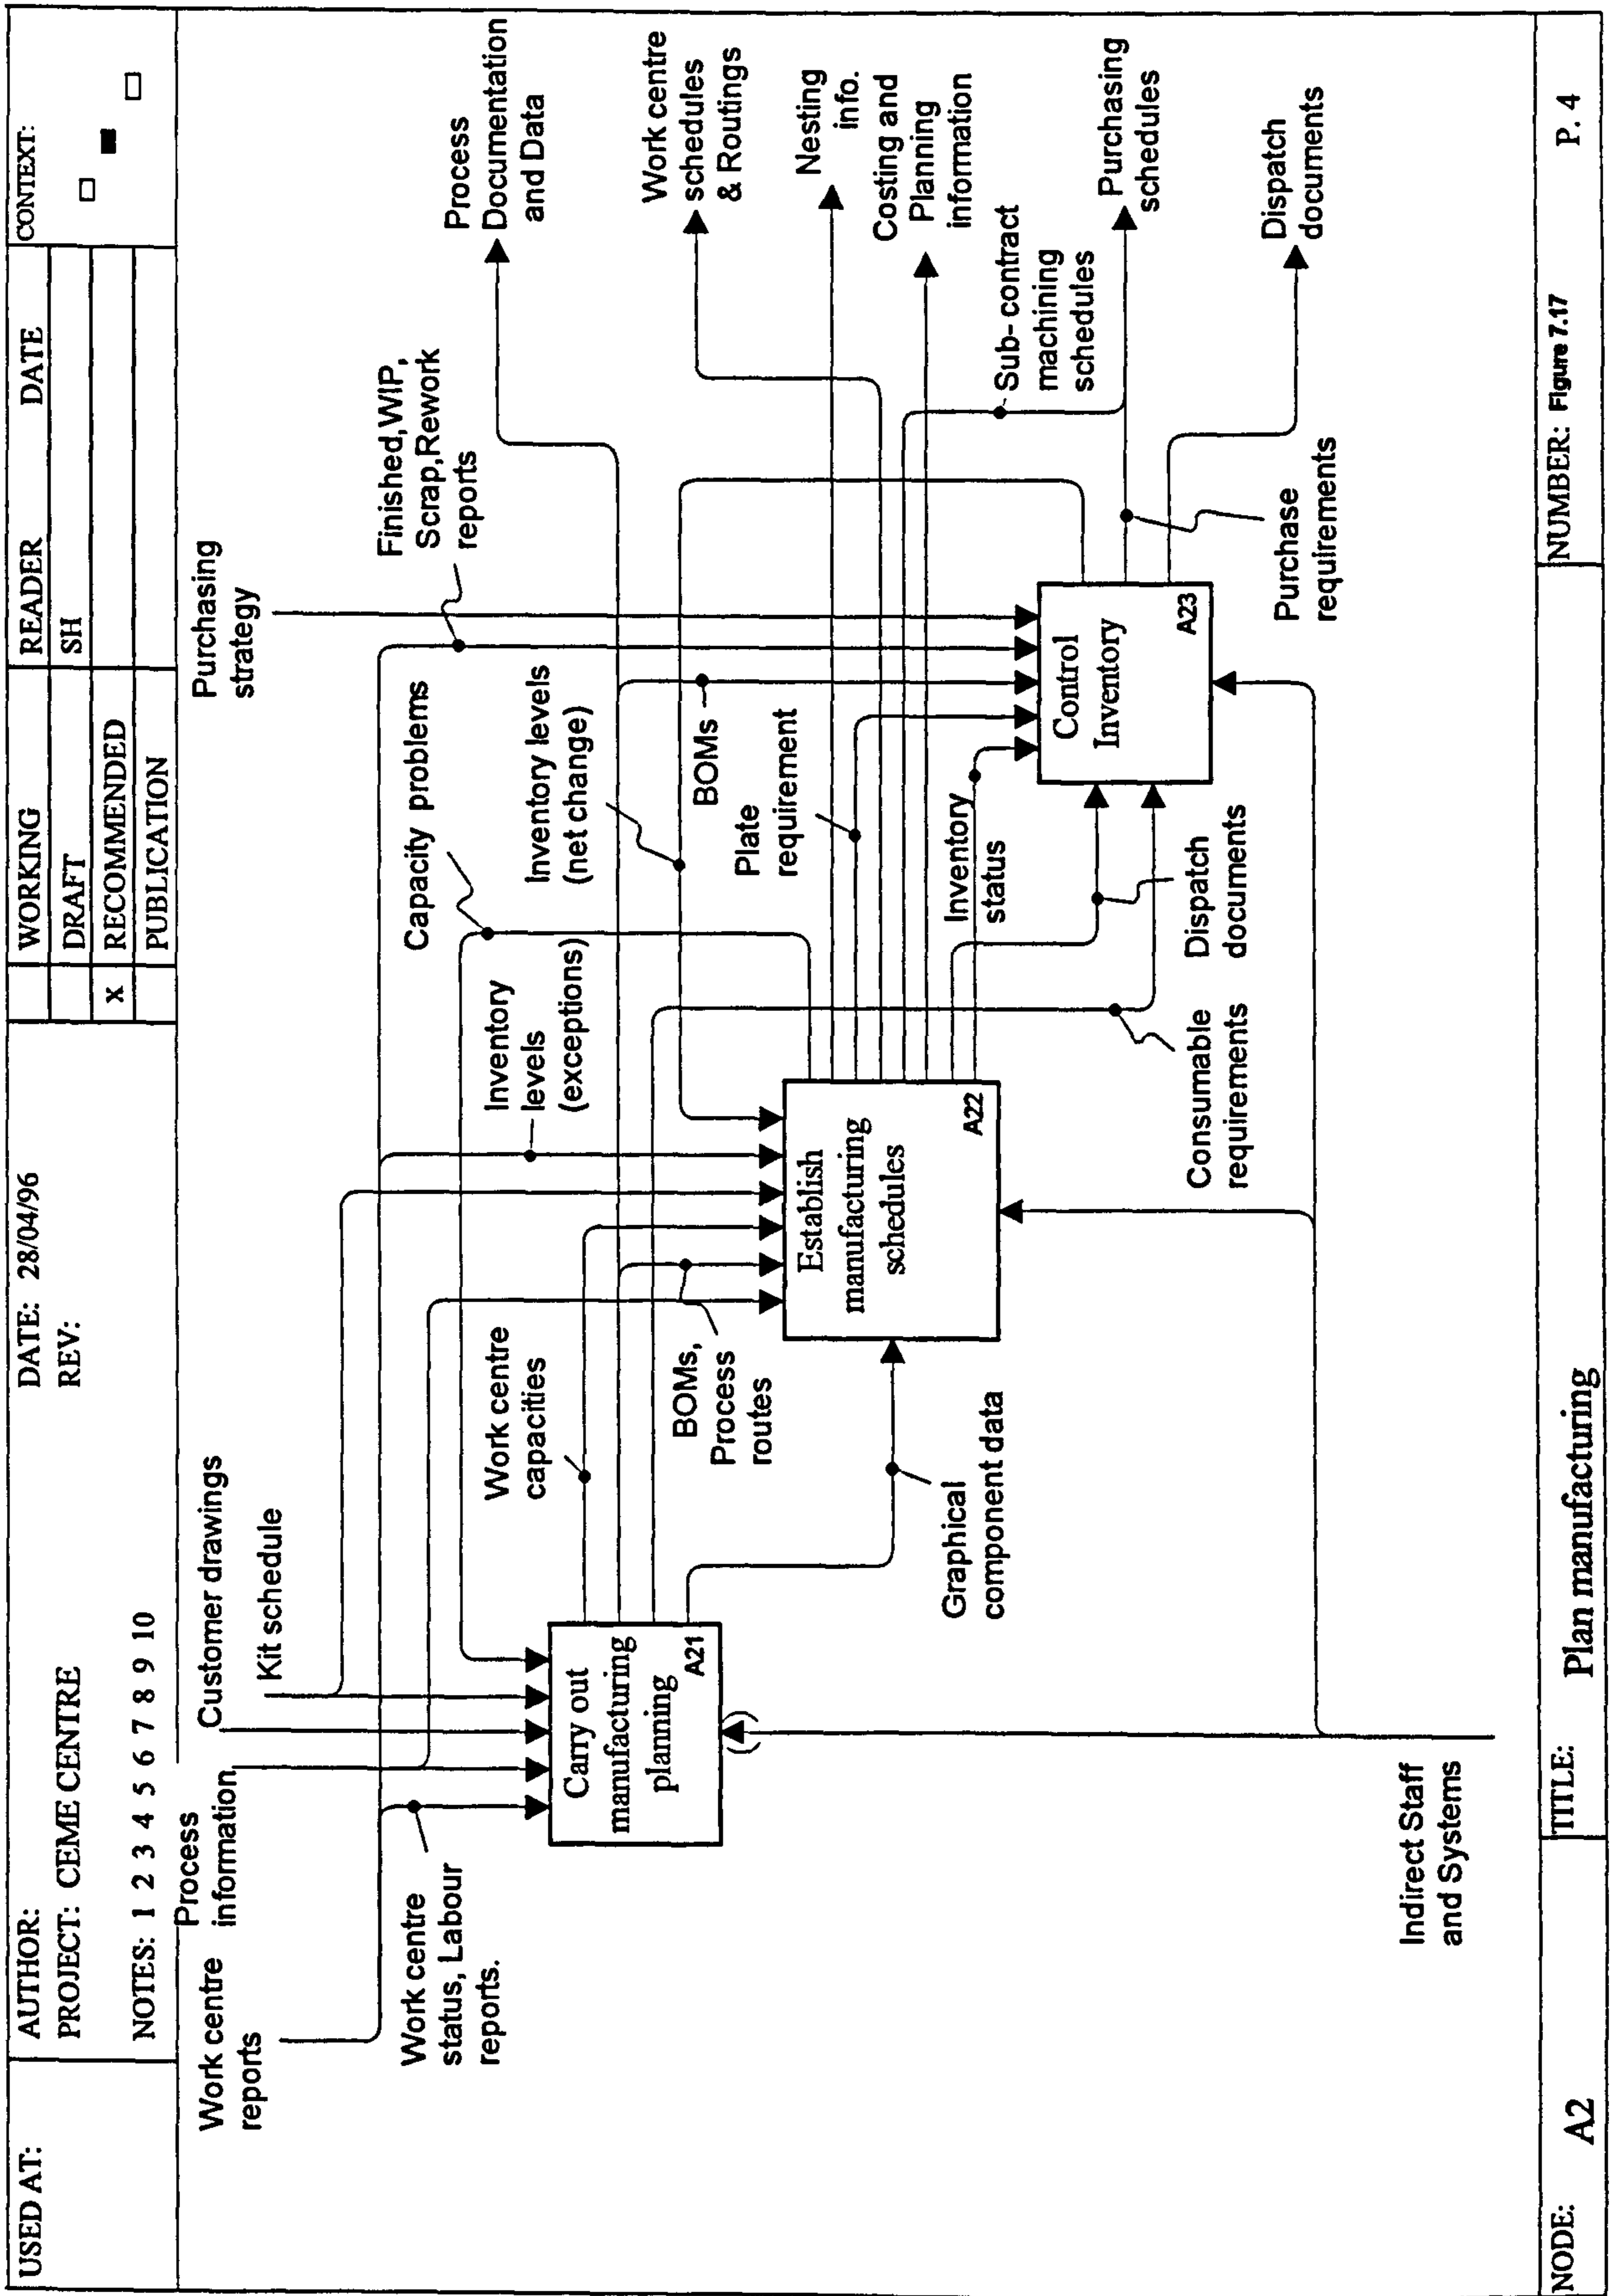 USED AT:
AUTHOR:
PROJECT: CEME CENTRE
NOTES: 1 2 3 4 5 6 7 8 9 10
DATE: 28/04/96
REV:
WORKING
DRAFT
X RECOMMENDED
PUBLICATION
READER DATE
SH
CONTEXT:
Work centre
reports
Process
information
Customer drawings
Kit schedule
Purchasing
strategy
Work centre
status, Labour
reports.
Finished,WIP,
Scrap,Rework
reports
Capacity problems
Inventory
levels
(exceptions)
Inventory levels
(net change)
Work centre
capacities
BOMs,
Process
routes
BOMs
Plate
requirement
Inventory
status
Carry out
manufacturing
planning
A21
Establish
manufacturing
schedules
A22
Control
Inventory
A23
Graphical
component data
Consumable
requirements
Dispatch
documents
Purchase
requirements
Sub- contract
machining
schedules
Process
Documentation
and Data
Work centre
schedules
& Routings
Nesting
info.
Costing and
Planning
information
Purchasing
schedules
Dispatch
documents
Indirect Staff
and Systems
NODE: A2
TITLE: Plan manufacturing
NUMBER: Figure 7.17
P. 4